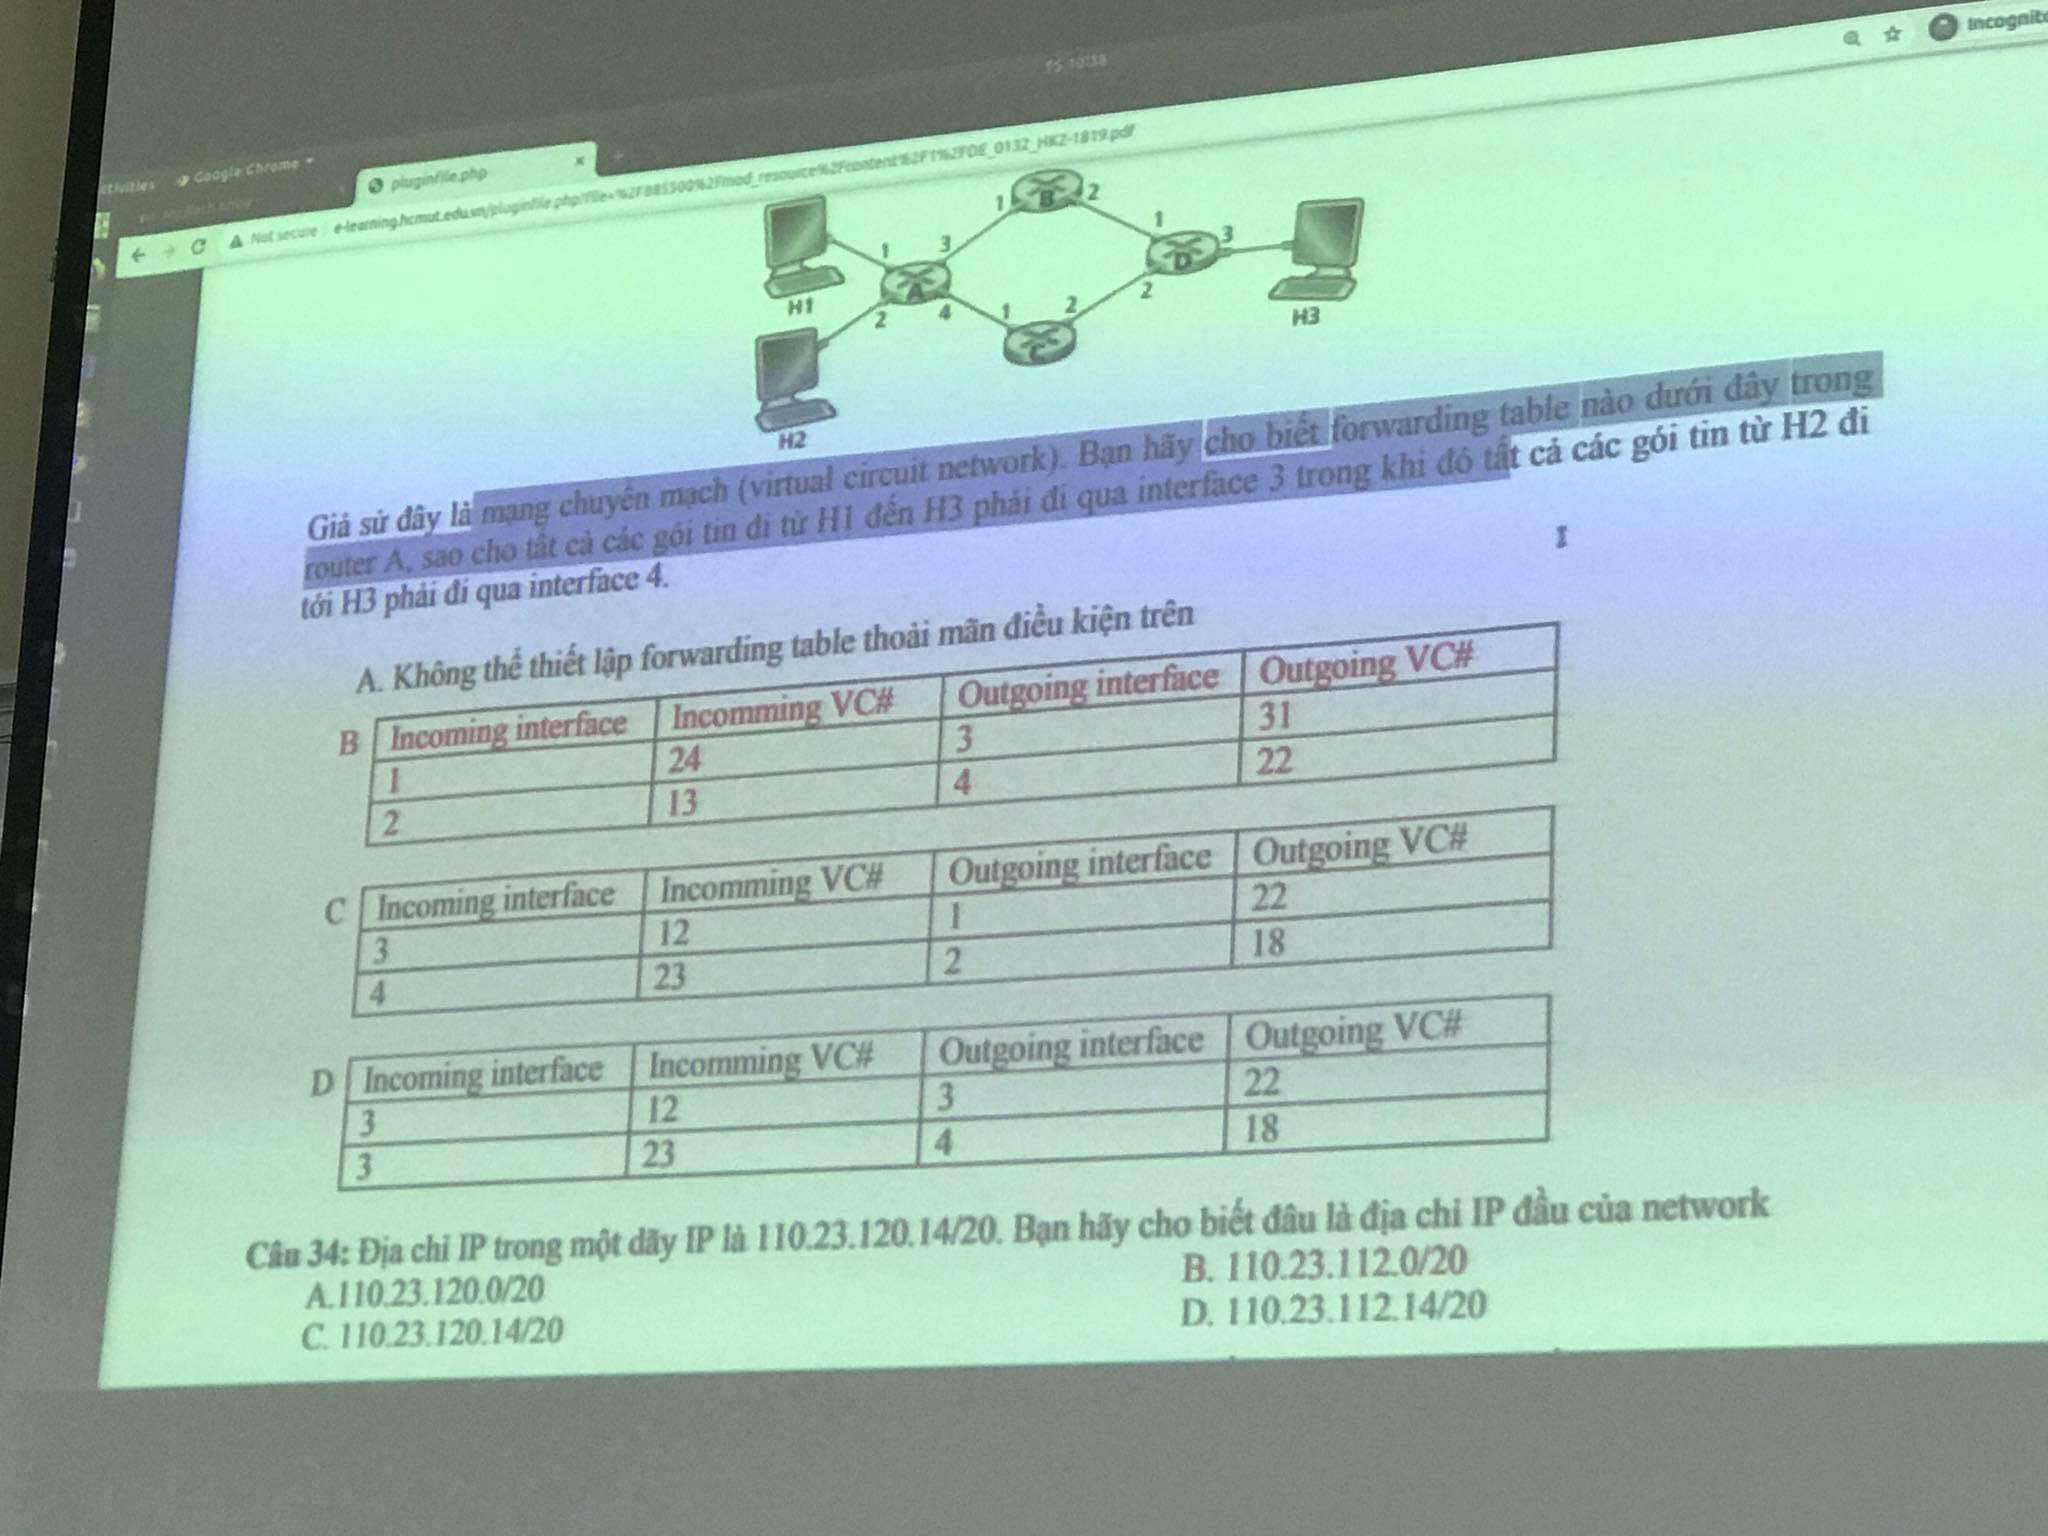 TS 10:38
Incognito
ctivities Google Chrome
pluginfile.php
Not secure e-learning.hcmut.edu.vn/pluginfile.php?file=%2F885500%2Fmod_resource%2Fcontent%2F1%2FDE_0132_HK2-1819.pdf
H1
H2
H3
A
B
C
D
1
2
3
4
1
2
1
2
1
2
3
Giả sử đây là mạng chuyển mạch (virtual circuit network). Bạn hãy cho biết forwarding table nào dưới đây trong
router A, sao cho tất cả các gói tin đi từ H1 đến H3 phải đi qua interface 3 trong khi đó tất cả các gói tin từ H2 đi
tới H3 phải đi qua interface 4.
A. Không thể thiết lập forwarding table thoải mãn điều kiện trên
B Incoming interface Incomming VC# Outgoing interface Outgoing VC#
1 24 3 31
2 13 4 22
C Incoming interface Incomming VC# Outgoing interface Outgoing VC#
3 12 1 22
4 23 2 18
D Incoming interface Incomming VC# Outgoing interface Outgoing VC#
3 12 3 22
3 23 4 18
Câu 34: Địa chỉ IP trong một dãy IP là 110.23.120.14/20. Bạn hãy cho biết đâu là địa chỉ IP đầu của network
A.110.23.120.0/20 B. 110.23.112.0/20
C. 110.23.120.14/20 D. 110.23.112.14/20